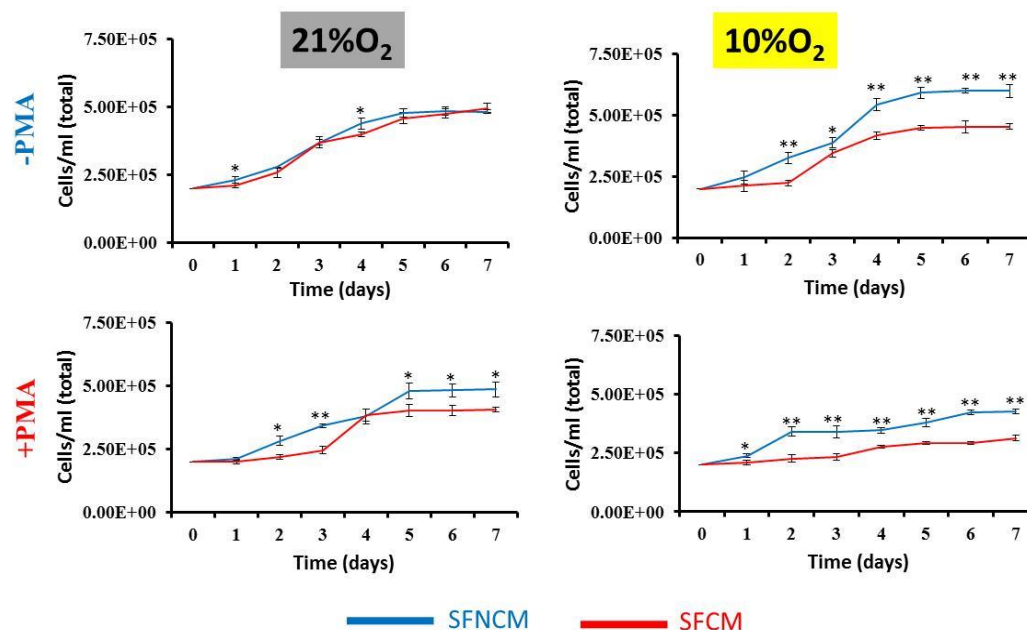 21%O₂
10%O₂
-PMA
Cells/ml (total)
7.50E+05
5.00E+05
2.50E+05
0.00E+00
*
*
0 1 2 3 4 5 6 7
Time (days)
Cells/ml (total)
7.50E+05
5.00E+05
2.50E+05
0.00E+00
** * ** ** ** **
0 1 2 3 4 5 6 7
Time (days)
+PMA
Cells/ml (total)
7.50E+05
5.00E+05
2.50E+05
0.00E+00
* ** * * *
0 1 2 3 4 5 6 7
Time (days)
Cells/ml (total)
7.50E+05
5.00E+05
2.50E+05
0.00E+00
* ** ** ** ** ** **
0 1 2 3 4 5 6 7
Time (days)
SFNCM SFCM